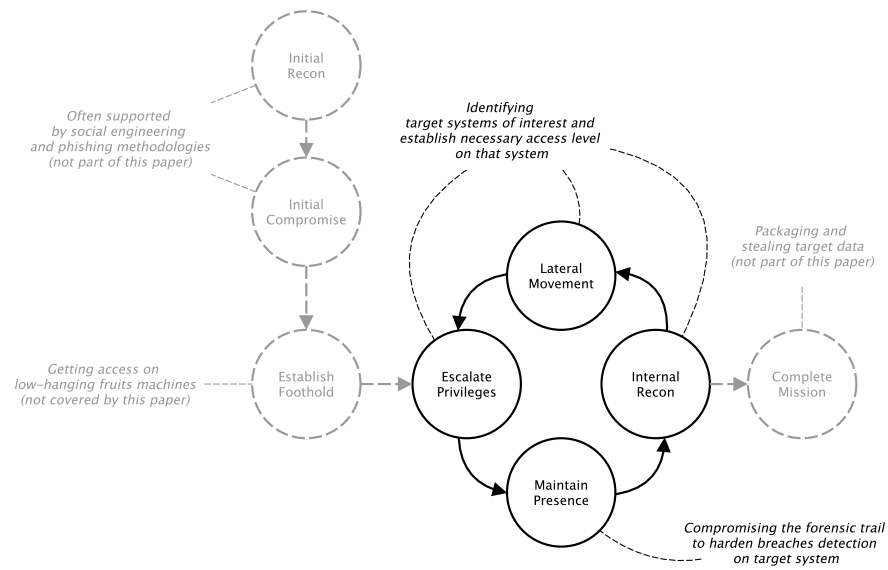 Initial
Recon
Often supported
by social engineering
and phishing methodologies
(not part of this paper)
Initial
Compromise
Identifying
target systems of interest and
establish necessary access level
on that system
Lateral
Movement
Packaging and
stealing target data
(not part of this paper)
Getting access on
low-hanging fruits machines
(not covered by this paper)
Establish
Foothold
Escalate
Privileges
Internal
Recon
Complete
Mission
Maintain
Presence
Compromising the forensic trail
to harden breaches detection
on target system